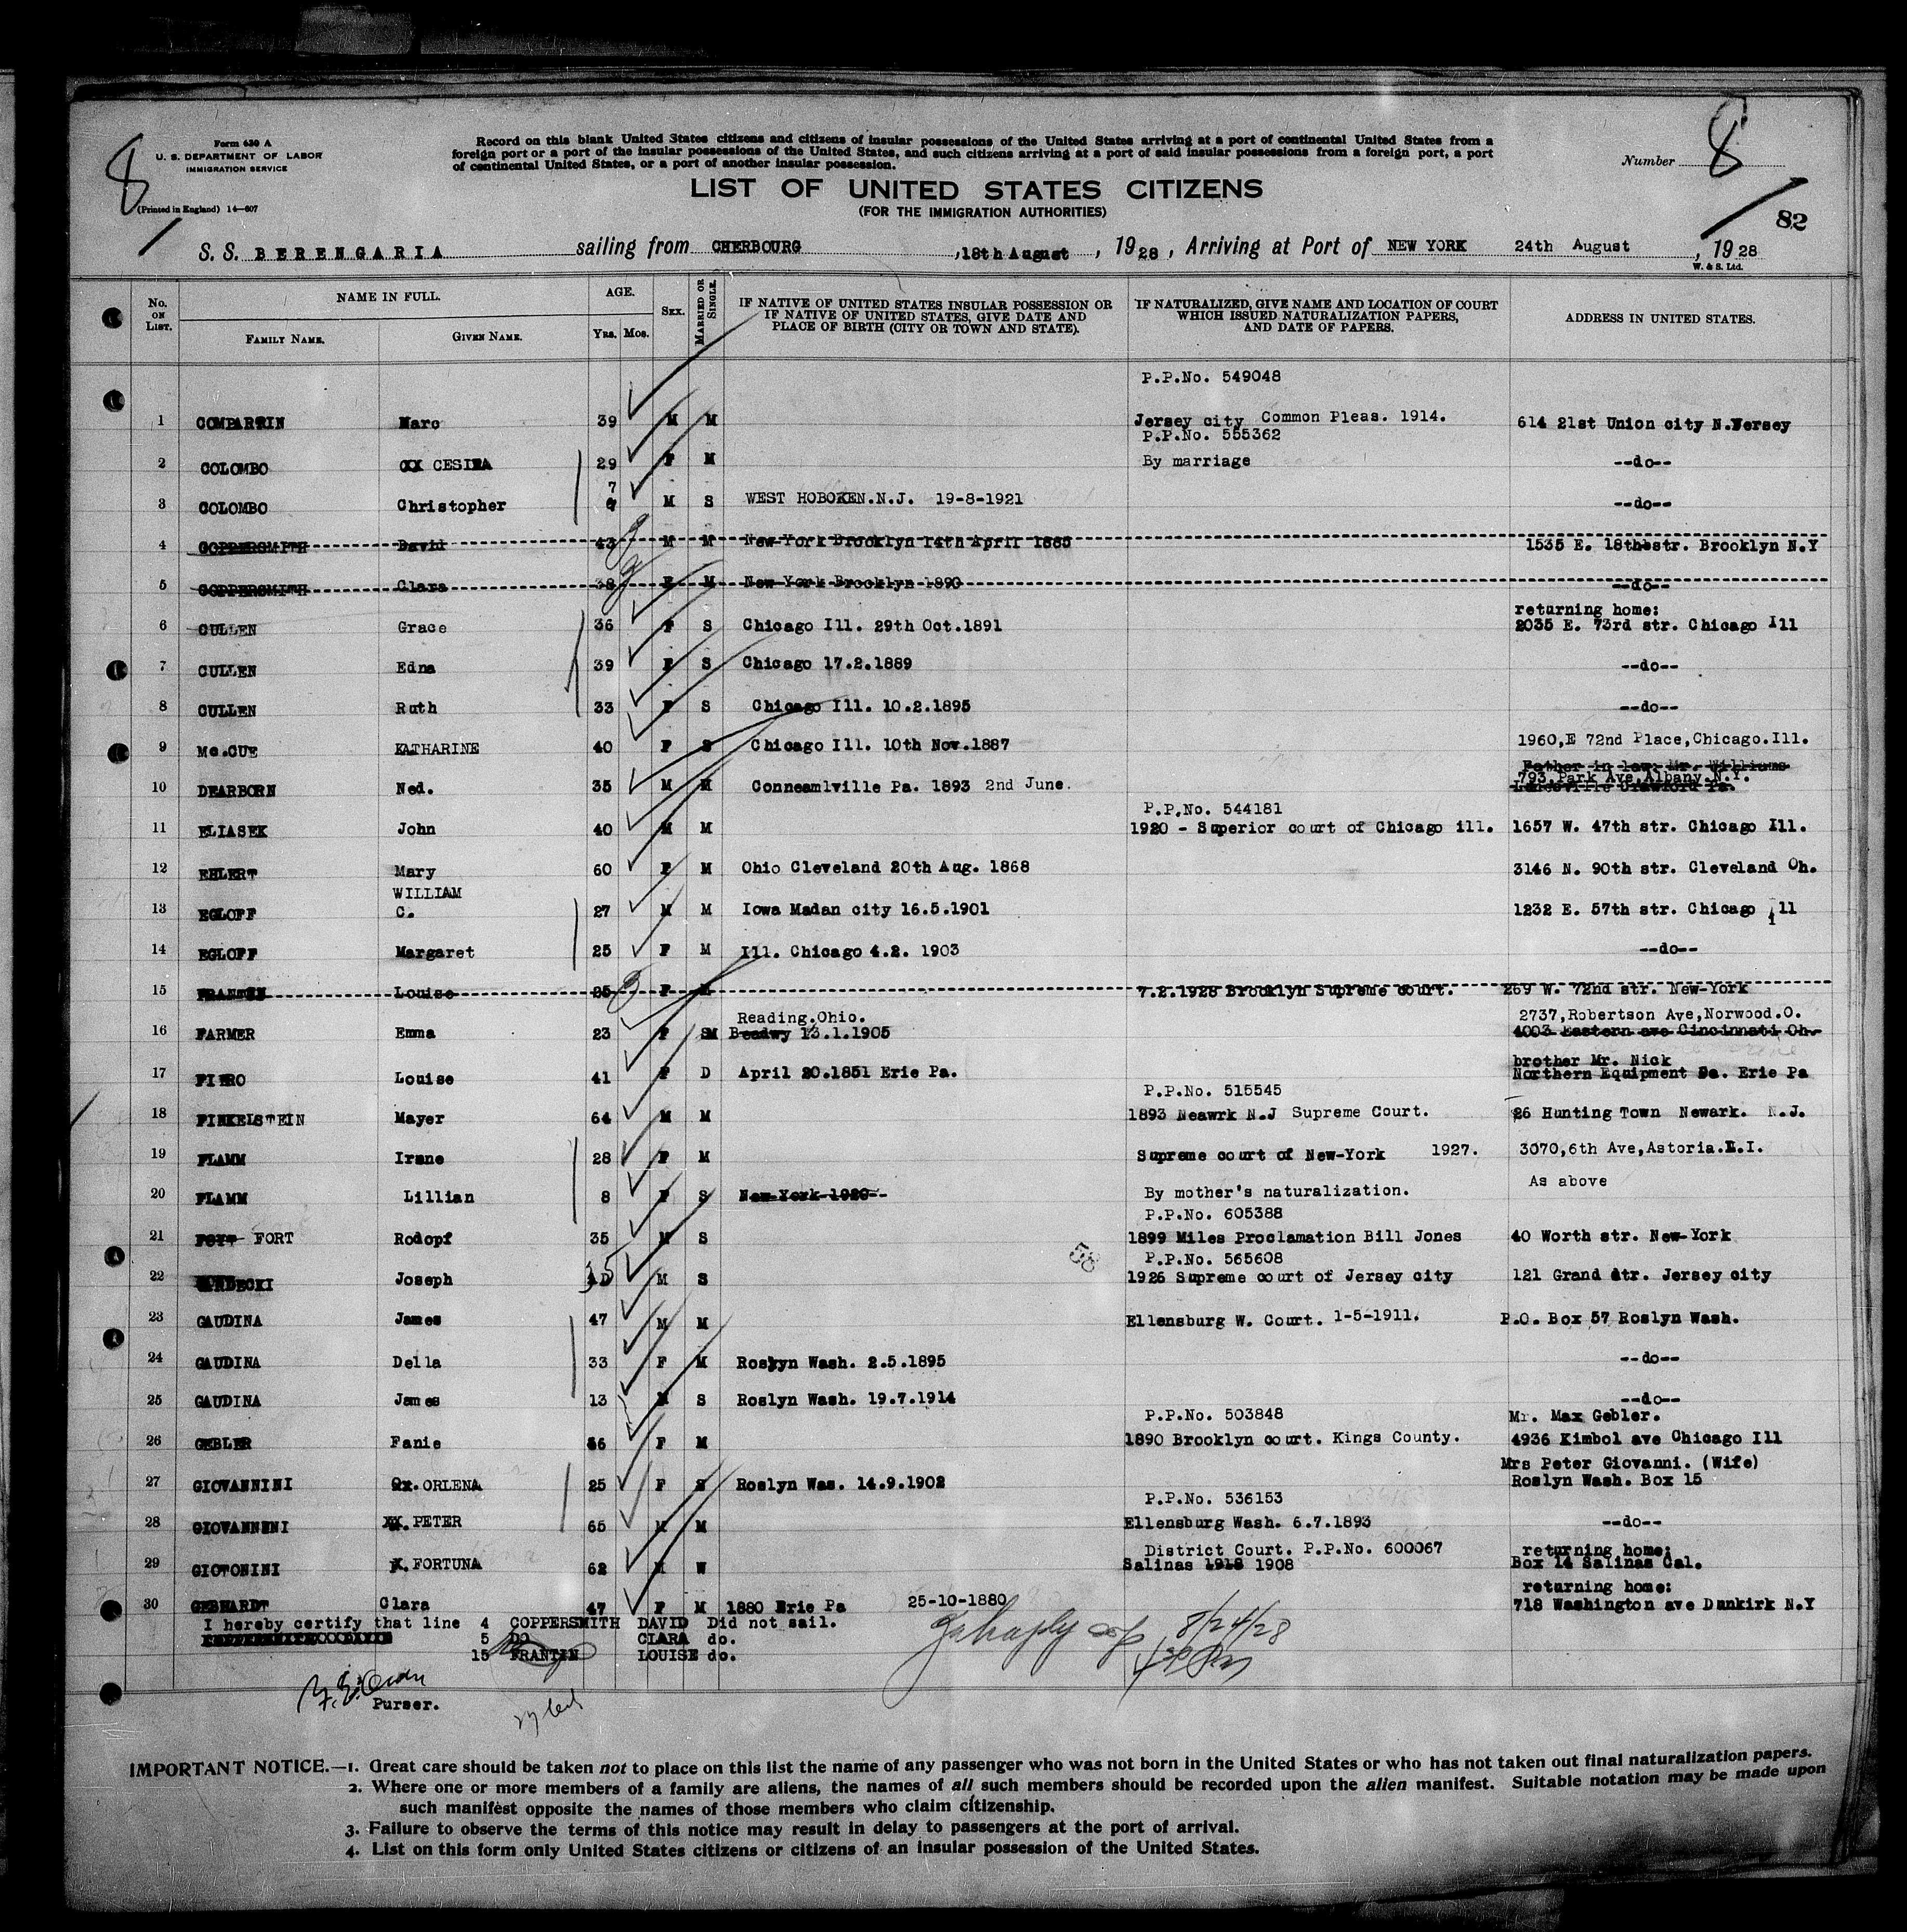 8
Form 630 A
U. S. DEPARTMENT OF LABOR
IMMIGRATION SERVICE
(Printed in England) 14—607
Record on this blank United States citizens and citizens of insular possessions of the United States arriving at a port of continental United States from a
foreign port or a port of the insular possessions of the United States, and such citizens arriving at a port of said insular possessions from a foreign port, a port
of continental United States, or a port of another insular possession.
Number 8
LIST OF UNITED STATES CITIZENS
(FOR THE IMMIGRATION AUTHORITIES)
82
S. S. BERENGARIA sailing from CHERBOURG, 18th August, 1928, Arriving at Port of NEW YORK 24th August, 1928
W. & S. Ltd.
No. ON LIST. NAME IN FULL. FAMILY NAME. GIVEN NAME. AGE. Yrs. Mos. SEX. MARRIED OR SINGLE. IF NATIVE OF UNITED STATES INSULAR POSSESSION OR IF NATIVE OF UNITED STATES, GIVE DATE AND PLACE OF BIRTH (CITY OR TOWN AND STATE). IF NATURALIZED, GIVE NAME AND LOCATION OF COURT WHICH ISSUED NATURALIZATION PAPERS, AND DATE OF PAPERS. ADDRESS IN UNITED STATES.
P.P.No. 549048
1 COMPARTIN Marc 39 M M Jersey city Common Pleas. 1914. 614 21st Union city N.Jersey
P.P.No. 555362
2 COLOMBO XX CESIRA 29 F M By marriage --do--
7
3 COLOMBO Christopher M S WEST HOBOKEN.N.J. 19-8-1921 --do--
4 COPPERSMITH David 43 M M New-York Brooklyn 14th April 1885 1535 E. 18th str. Brooklyn N.Y
5 COPPERSMITH Clara 38 F M New-York Brooklyn 1890 --do--
returning home:
6 CULLEN Grace 36 F S Chicago Ill. 29th Oct.1891 2035 E. 73rd str. Chicago Ill
7 CULLEN Edna 39 F S Chicago 17.2.1889 --do--
8 CULLEN Ruth 33 F S Chicago Ill. 10.2.1895 --do--
9 Mc.CUE KATHARINE 40 F S Chicago Ill. 10th Nov.1887 1960,E 72nd Place,Chicago.Ill.
Father in law: Mr. Williams
793 Park Ave,Albany.N.Y.
10 DEARBORN Ned. 35 M M Conneamlville Pa. 1893 2nd June. Crawford Pa.
P.P.No. 544181
11 ELIASEK John 40 M M 1920 - Superior court of Chicago ill. 1657 W. 47th str. Chicago Ill.
12 EHLERT Mary 60 F M Ohio Cleveland 20th Aug. 1868 3146 N. 90th str. Cleveland Oh.
WILLIAM
13 EGLOFF C. 27 M M Iowa Madan city 16.5.1901 1232 E. 57th str. Chicago ill
14 EGLOFF Margaret 25 F M Ill. Chicago 4.2. 1903 --do--
15 FRANTEN Louise 25 F M 7.2.1928 Brooklyn Supreme court. 269 W. 72nd str. New-York
Reading.Ohio. 2737,Robertson Ave,Norwood.O.
16 FARMER Emma 23 F SM Beadwy 13.1.1905 4003 Eastern ave Cincinnati Oh.
brother Mr. Nick
17 FITRO Louise 41 F D April 20.1851 Erie Pa. Northern Equipment Da. Erie Pa
P.P.No. 515545
18 FINKELSTEIN Mayer 64 M M 1893 Neawrk N.J Supreme Court. 26 Hunting Town Newark. N.J.
19 FLAMM Irene 28 F M Supreme court of New-York 1927. 3070,6th Ave,Astoria.L.I.
20 FLAMM Lillian 8 F S New-York-1920-- By mother's naturalization. As above
P.P.No. 605388
21 FORT Rodopf 35 M S 1899 Miles Proclamation Bill Jones 40 Worth str. New-York
58
P.P.No. 565608
22 Joseph 35 M S 1926 Supreme court of Jersey city 121 Grand dtr. Jersey city
23 GAUDINA James 47 M M Ellensburg W. Court. 1-5-1911. P.O. Box 57 Roslyn Wash.
24 GAUDINA Della 33 F M Roslyn Wash. 2.5.1895 --do--
25 GAUDINA James 13 M S Roslyn Wash. 19.7.1914 --do--
P.P.No. 503848 Mr. Max Gebler.
26 GEBLER Fanie 56 F M 1890 Brooklyn court. Kings County. 4936 Kimbol ave Chicago Ill
Mrs Peter Giovanni. (Wife)
27 GIOVANNINI ORLENA 25 F S Roslyn Was. 14.9.1902 Roslyn Wash. Box 15
P.P.No. 536153
28 GIOVANNINI XX. PETER 65 M M Ellensburg Wash. 6.7.1893 --do--
District Court. P.P.No. 600067 returning home:
29 GIOTONINI X. FORTUNA 62 M W Salinas 1918 1908 Box 14 Salinas Cal.
returning home:
30 GEBHARDT Clara 47 F M 1880 Erie Pa 25-10-1880 718 Washington ave Dunkirk N.Y
I hereby certify that line 4 COPPERSMITH DAVID Did not sail.
5 DO CLARA do.
15 FRANTEN LOUISE do.
8/24/28
Purser.
IMPORTANT NOTICE.—1. Great care should be taken not to place on this list the name of any passenger who was not born in the United States or who has not taken out final naturalization papers.
2. Where one or more members of a family are aliens, the names of all such members should be recorded upon the alien manifest. Suitable notation may be made upon
such manifest opposite the names of those members who claim citizenship.
3. Failure to observe the terms of this notice may result in delay to passengers at the port of arrival.
4. List on this form only United States citizens or citizens of an insular possession of the United States.